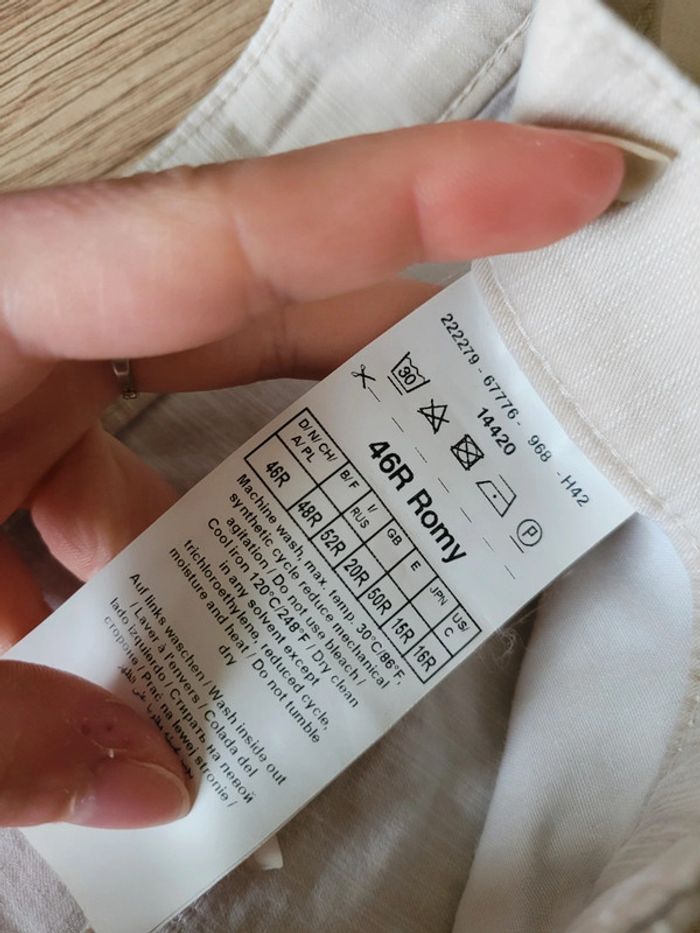 222279 - 67776 - 968 - H42
14420
30
P
46R Romy
D/N/CH/ A/PL B/F I/ RUS GB E JPN US/ C
46R 48R 52R 20R 50R 15R 16R
Machine wash, max. temp. 30°C/86°F,
synthetic cycle reduce mechanical
agitation / Do not use bleach /
Cool iron 120°C/248°F / Dry clean
in any solvent except
trichloroethylene, reduced cycle,
moisture and heat / Do not tumble
dry
Auf links waschen / Wash inside out
/ Laver à l'envers / Colada del
lado izquierdo / Стирать на левой
стороне / Prać na lewej stronie /